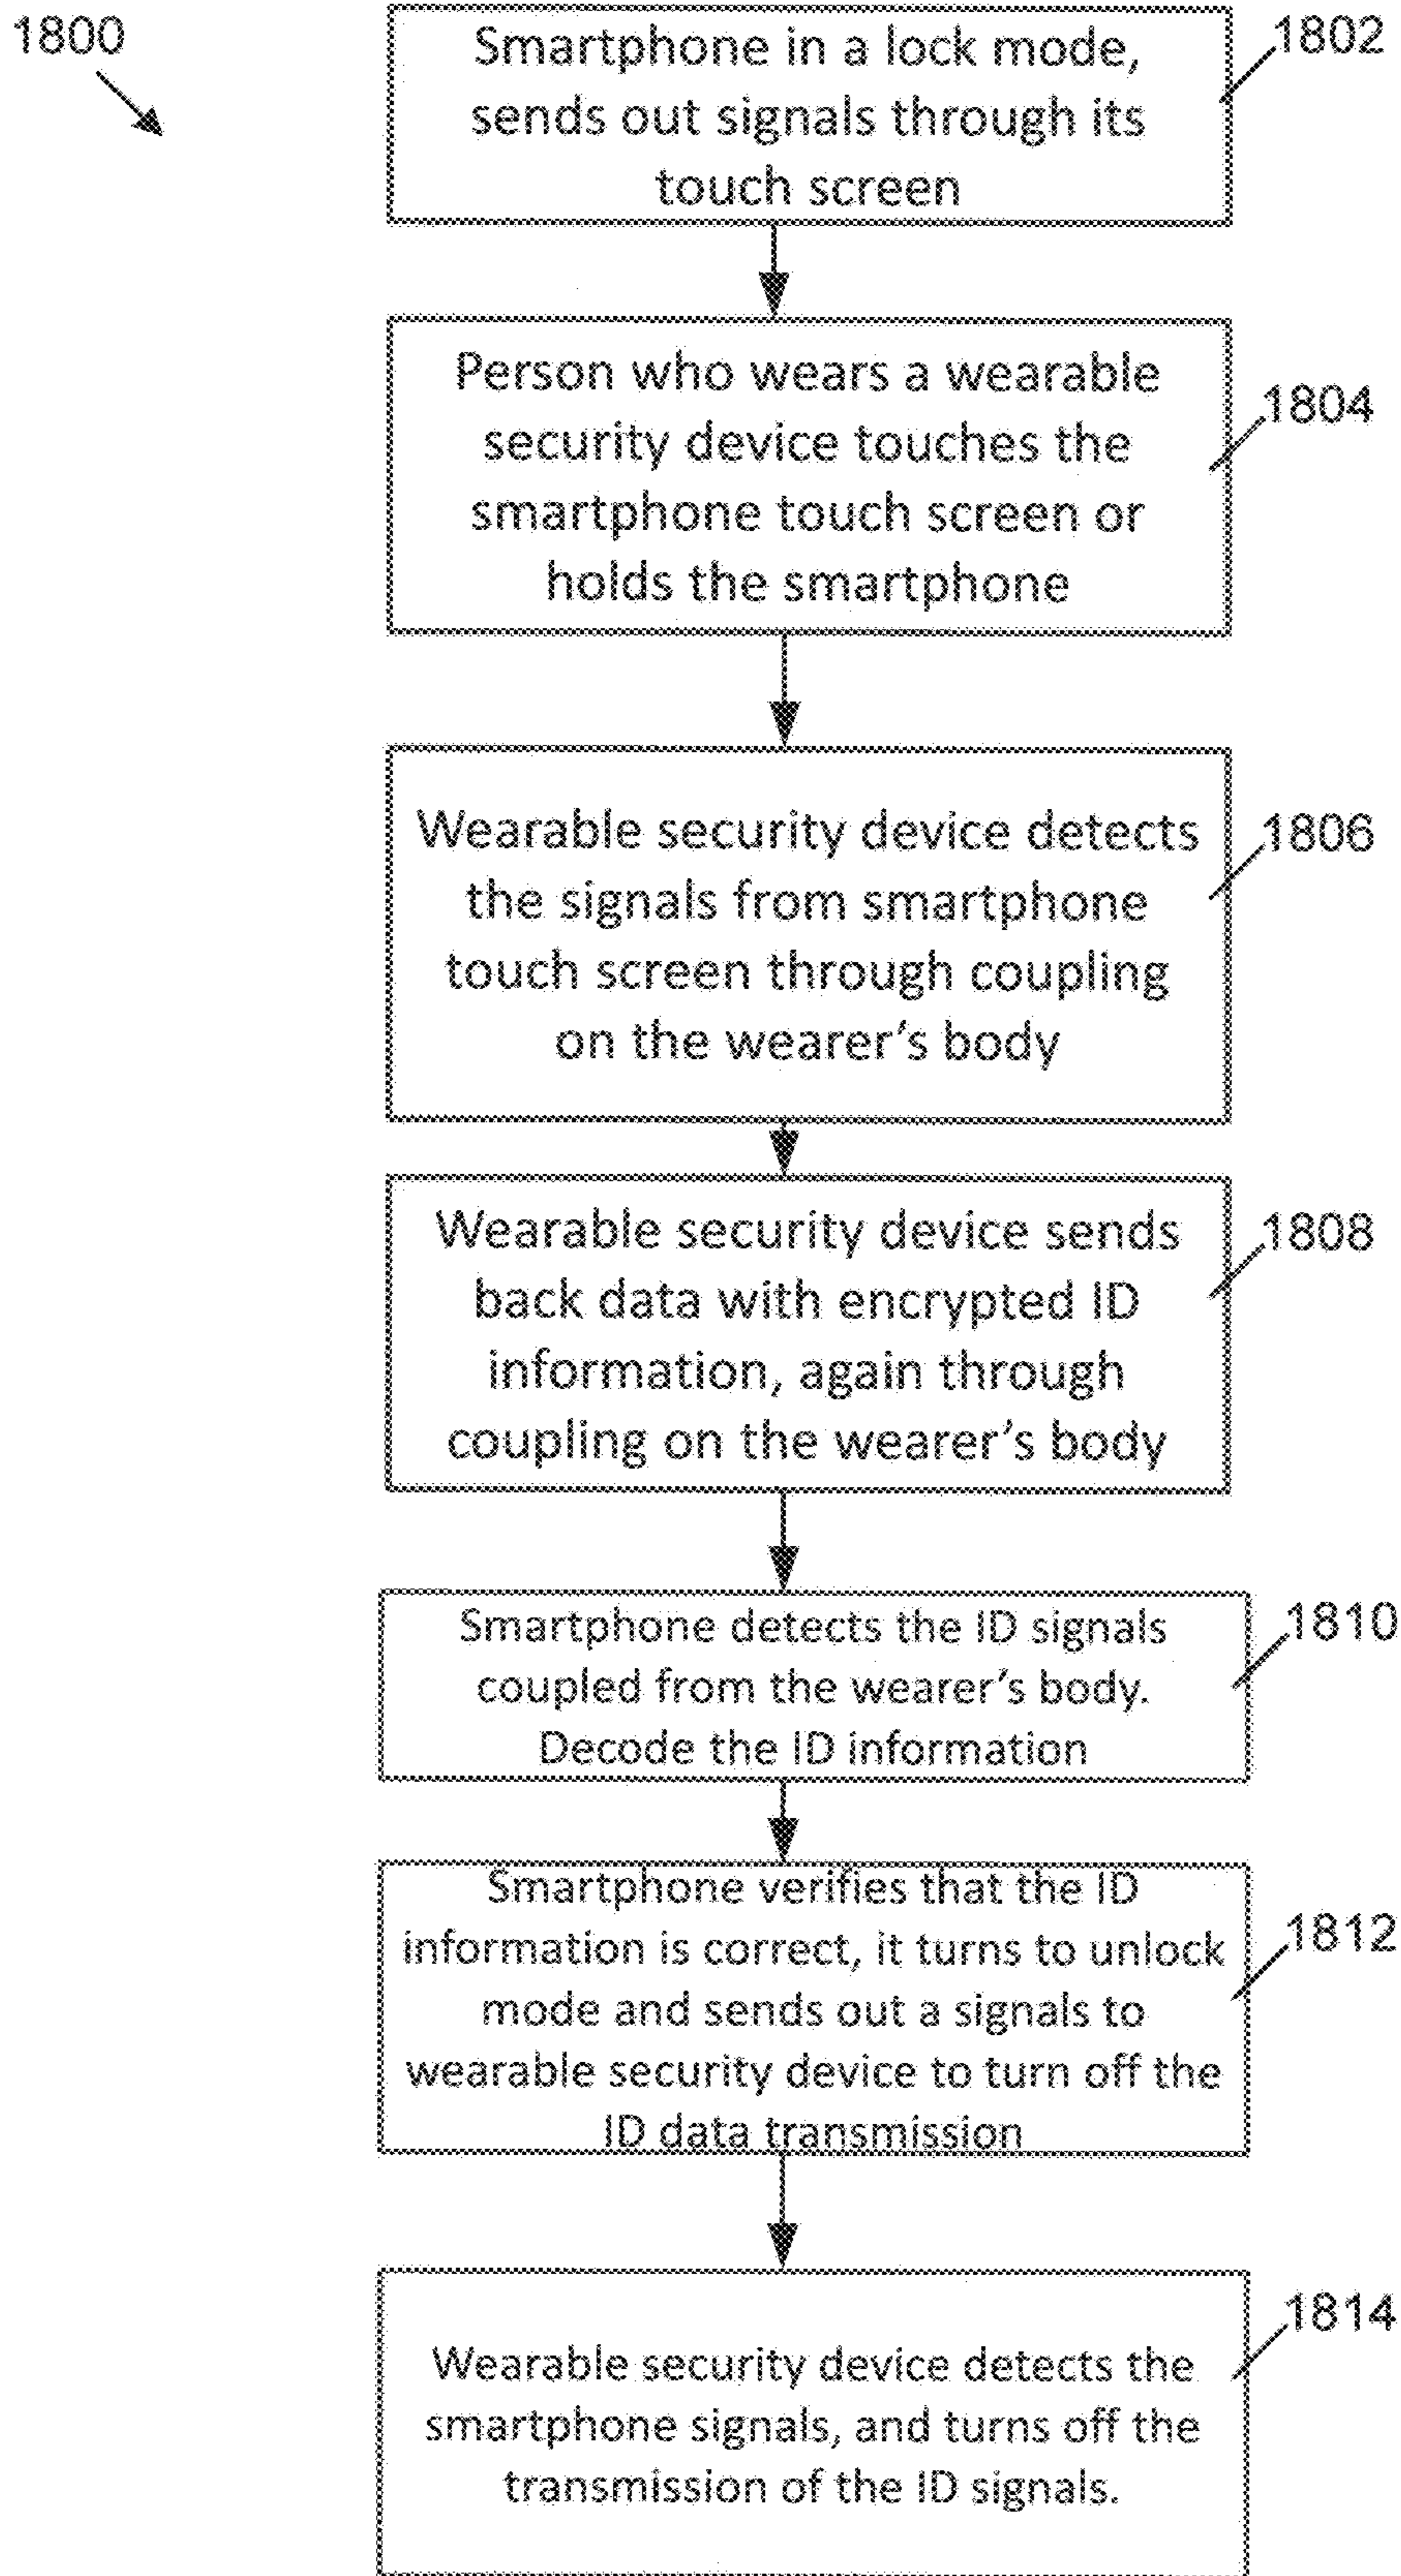 1800
Smartphone in a lock mode,
sends out signals through its
touch screen
1802
Person who wears a wearable
security device touches the
smartphone touch screen or
holds the smartphone
1804
Wearable security device detects
the signals from smartphone
touch screen through coupling
on the wearer's body
1806
Wearable security device sends
back data with encrypted ID
information, again through
coupling on the wearer's body
1808
Smartphone detects the ID signals
coupled from the wearer's body.
Decode the ID information
1810
Smartphone verifies that the ID
information is correct, it turns to unlock
mode and sends out a signals to
wearable security device to turn off the
ID data transmission
1812
Wearable security device detects the
smartphone signals, and turns off the
transmission of the ID signals.
1814